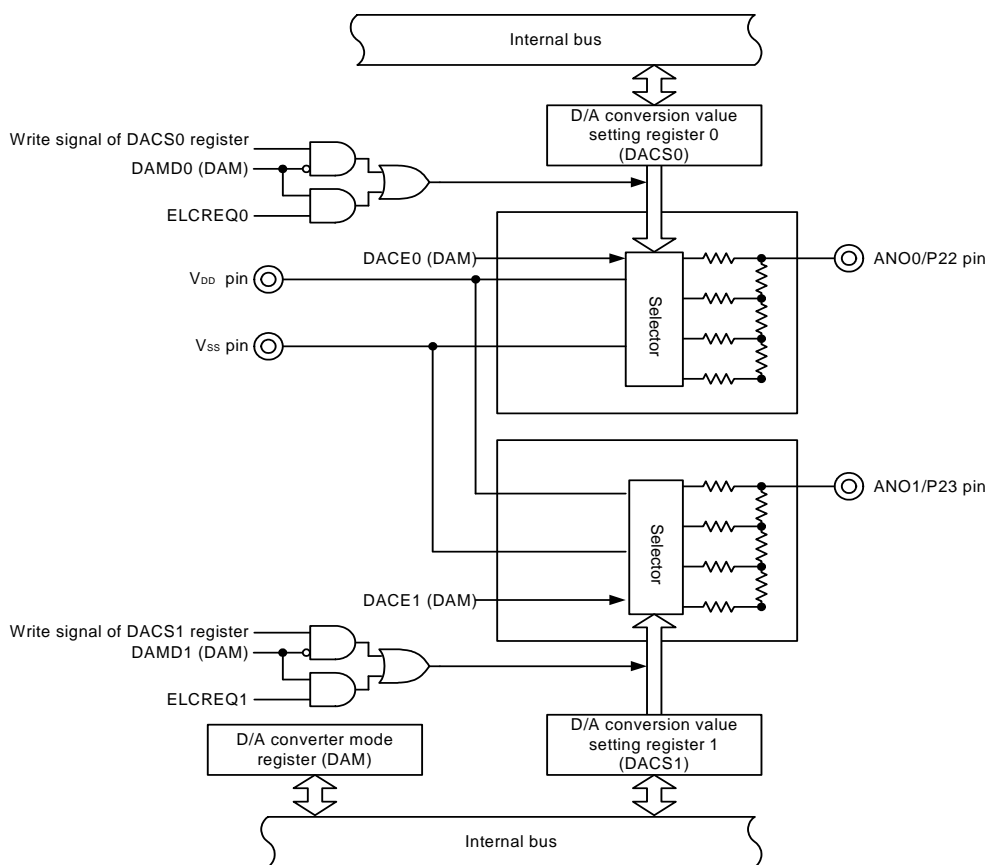 Internal bus
D/A conversion value
setting register 0
(DACS0)
Write signal of DACS0 register
DAMD0 (DAM)
ELCREQ0
DACE0 (DAM)
VDD pin
VSS pin
Selector
ANO0/P22 pin
Selector
ANO1/P23 pin
DACE1 (DAM)
Write signal of DACS1 register
DAMD1 (DAM)
ELCREQ1
D/A converter mode
register (DAM)
D/A conversion value
setting register 1
(DACS1)
Internal bus